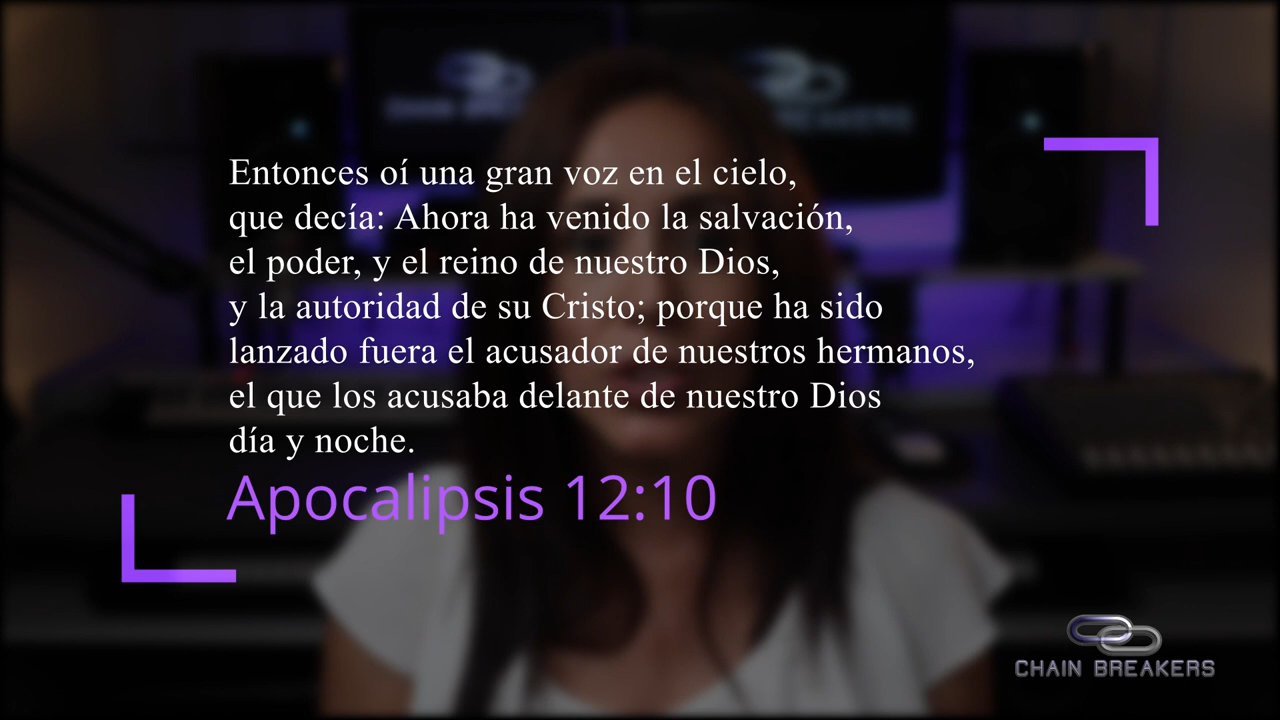 Entonces oí una gran voz en el cielo,
que decía: Ahora ha venido la salvación,
el poder, y el reino de nuestro Dios,
y la autoridad de su Cristo; porque ha sido
lanzado fuera el acusador de nuestros hermanos,
el que los acusaba delante de nuestro Dios
día y noche.
Apocalipsis 12:10
CHAIN BREAKERS